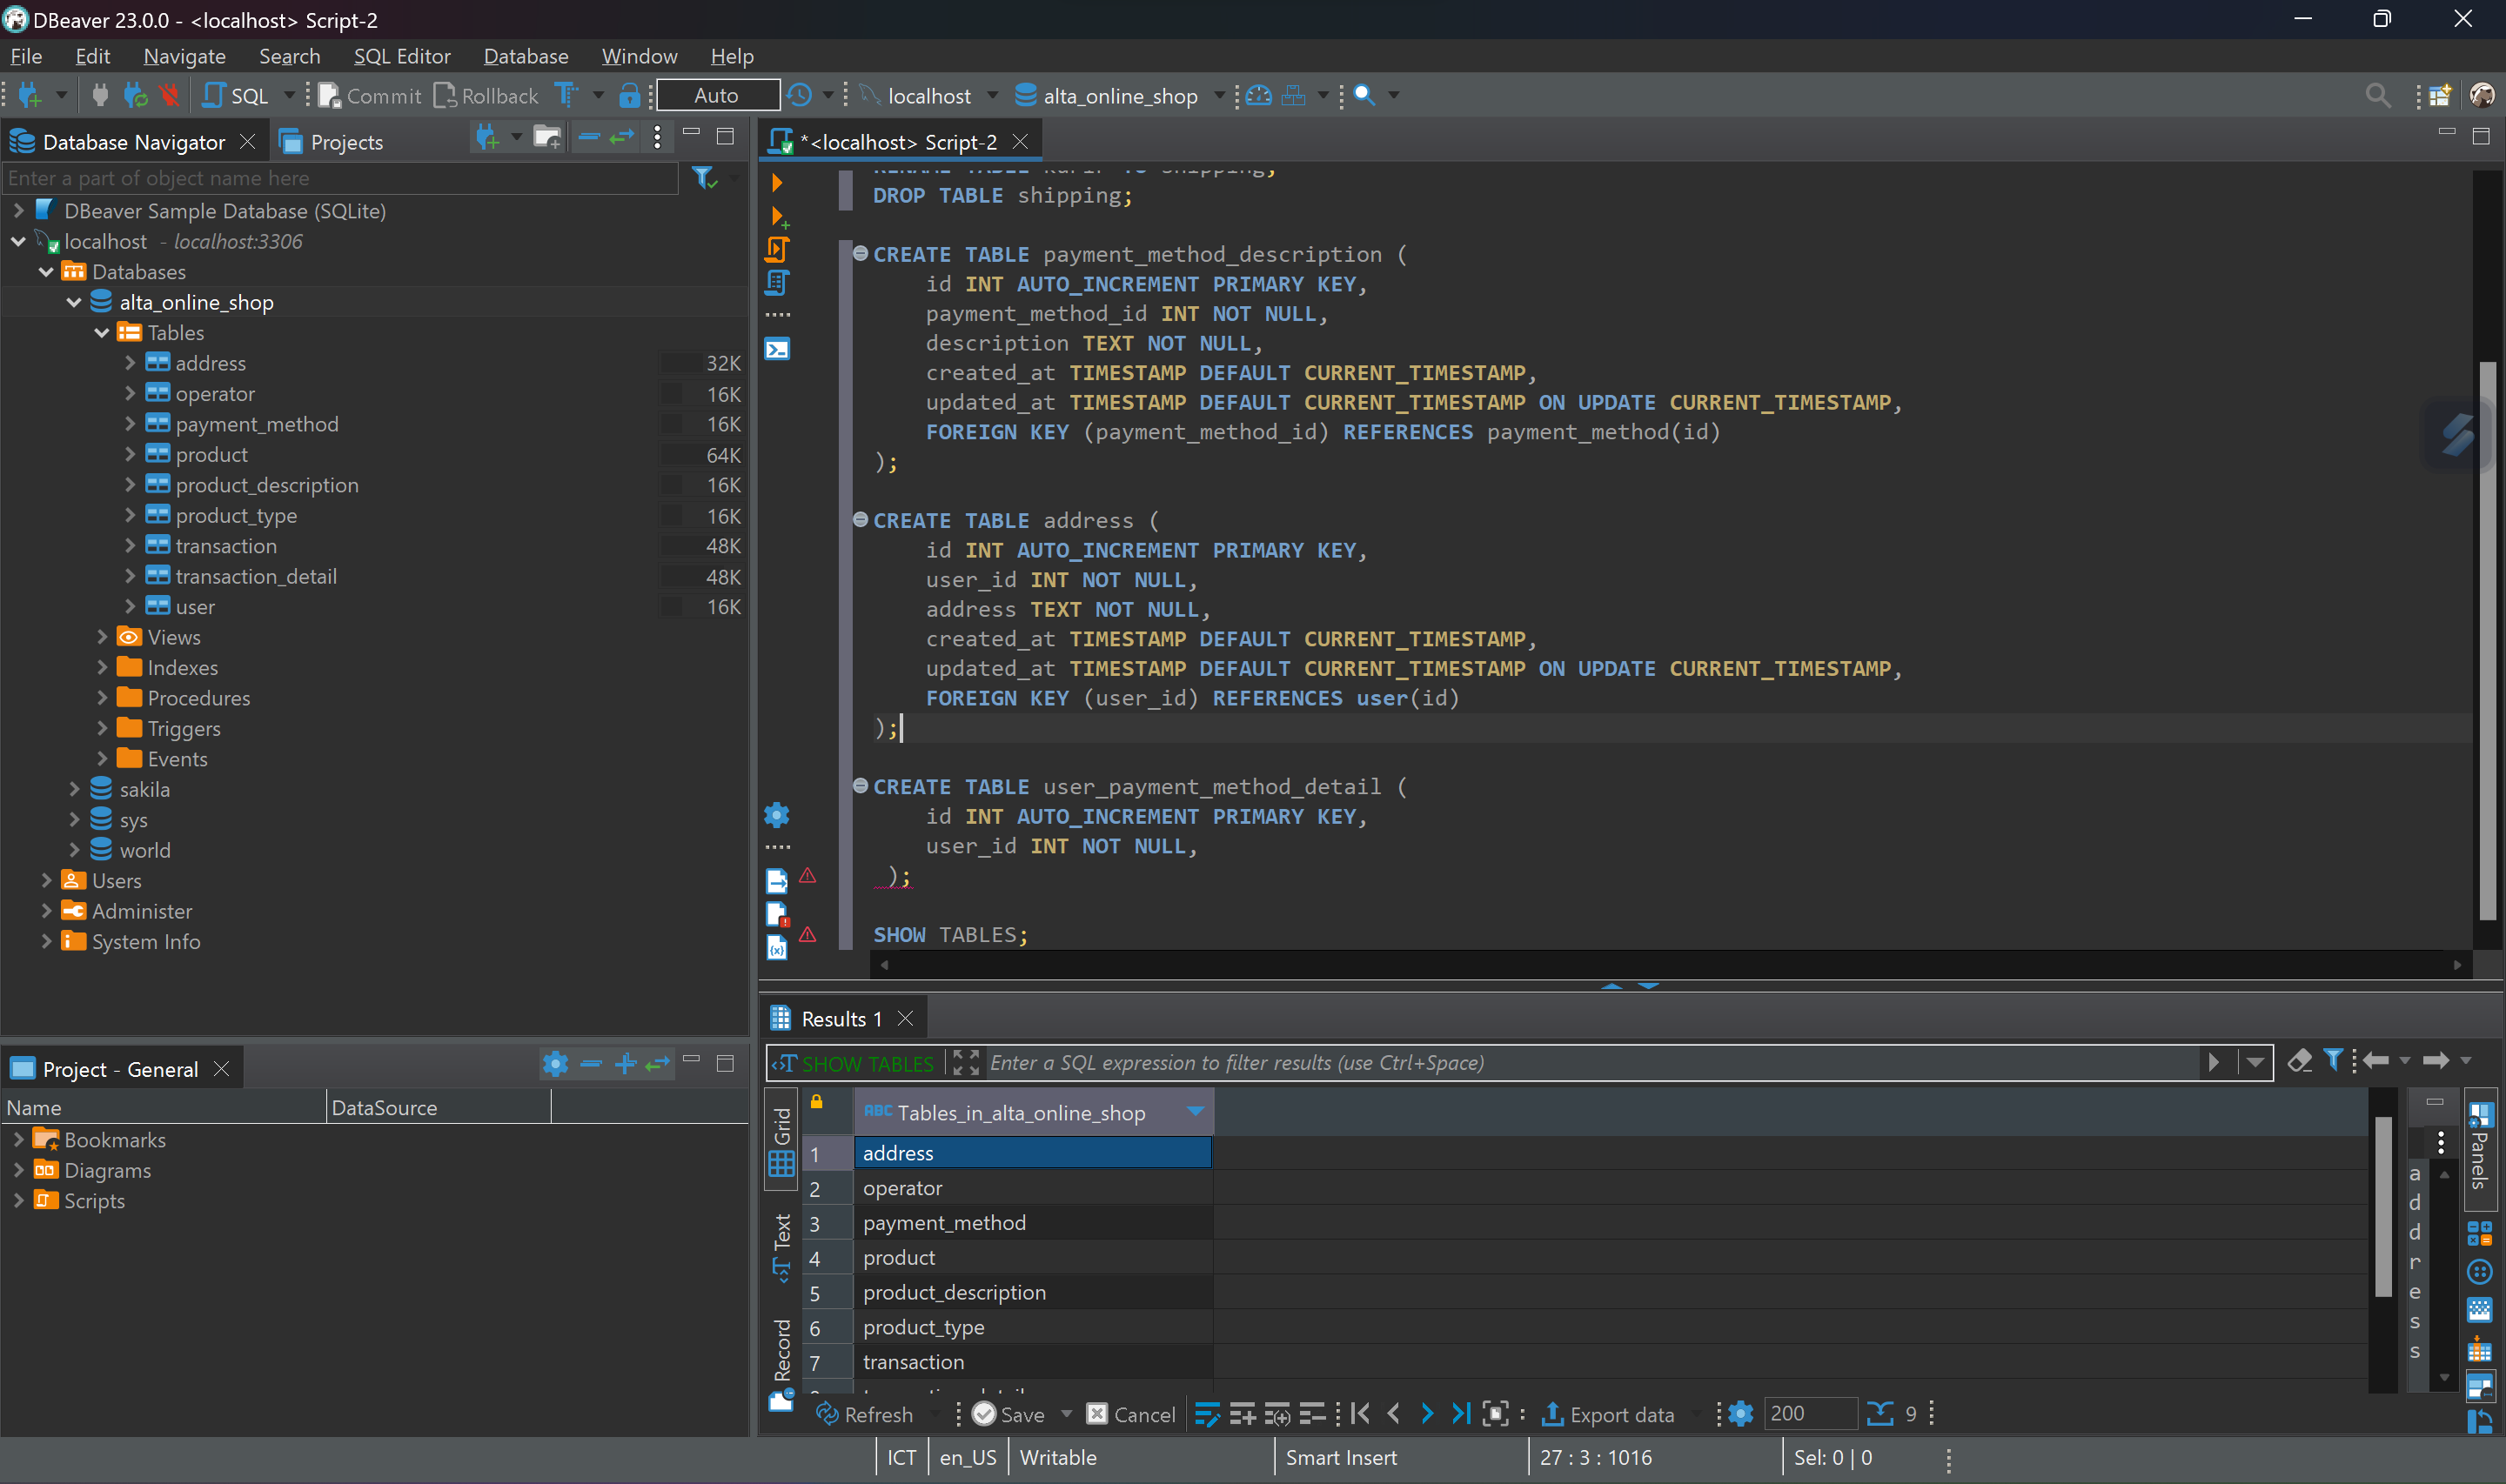 DBeaver 23.0.0 - <localhost> Script-2
File Edit Navigate Search SQL Editor Database Window Help
SQL Commit Rollback Auto localhost alta_online_shop
Database Navigator Projects
Enter a part of object name here
DBeaver Sample Database (SQLite)
localhost - localhost:3306
Databases
alta_online_shop
Tables
address 32K
operator 16K
payment_method 16K
product 64K
product_description 16K
product_type 16K
transaction 48K
transaction_detail 48K
user 16K
Views
Indexes
Procedures
Triggers
Events
sakila
sys
world
Users
Administer
System Info
Project - General
Name DataSource
Bookmarks
Diagrams
Scripts
*<localhost> Script-2
DROP TABLE shipping;
CREATE TABLE payment_method_description (
id INT AUTO_INCREMENT PRIMARY KEY,
payment_method_id INT NOT NULL,
description TEXT NOT NULL,
created_at TIMESTAMP DEFAULT CURRENT_TIMESTAMP,
updated_at TIMESTAMP DEFAULT CURRENT_TIMESTAMP ON UPDATE CURRENT_TIMESTAMP,
FOREIGN KEY (payment_method_id) REFERENCES payment_method(id)
);
CREATE TABLE address (
id INT AUTO_INCREMENT PRIMARY KEY,
user_id INT NOT NULL,
address TEXT NOT NULL,
created_at TIMESTAMP DEFAULT CURRENT_TIMESTAMP,
updated_at TIMESTAMP DEFAULT CURRENT_TIMESTAMP ON UPDATE CURRENT_TIMESTAMP,
FOREIGN KEY (user_id) REFERENCES user(id)
);
CREATE TABLE user_payment_method_detail (
id INT AUTO_INCREMENT PRIMARY KEY,
user_id INT NOT NULL,
);
SHOW TABLES;
Results 1
SHOW TABLES Enter a SQL expression to filter results (use Ctrl+Space)
Grid
Text
Record
ABC Tables_in_alta_online_shop
1 address
2 operator
3 payment_method
4 product
5 product_description
6 product_type
7 transaction
Panels
address
Refresh Save Cancel Export data 200 9
ICT en_US Writable Smart Insert 27 : 3 : 1016 Sel: 0 | 0